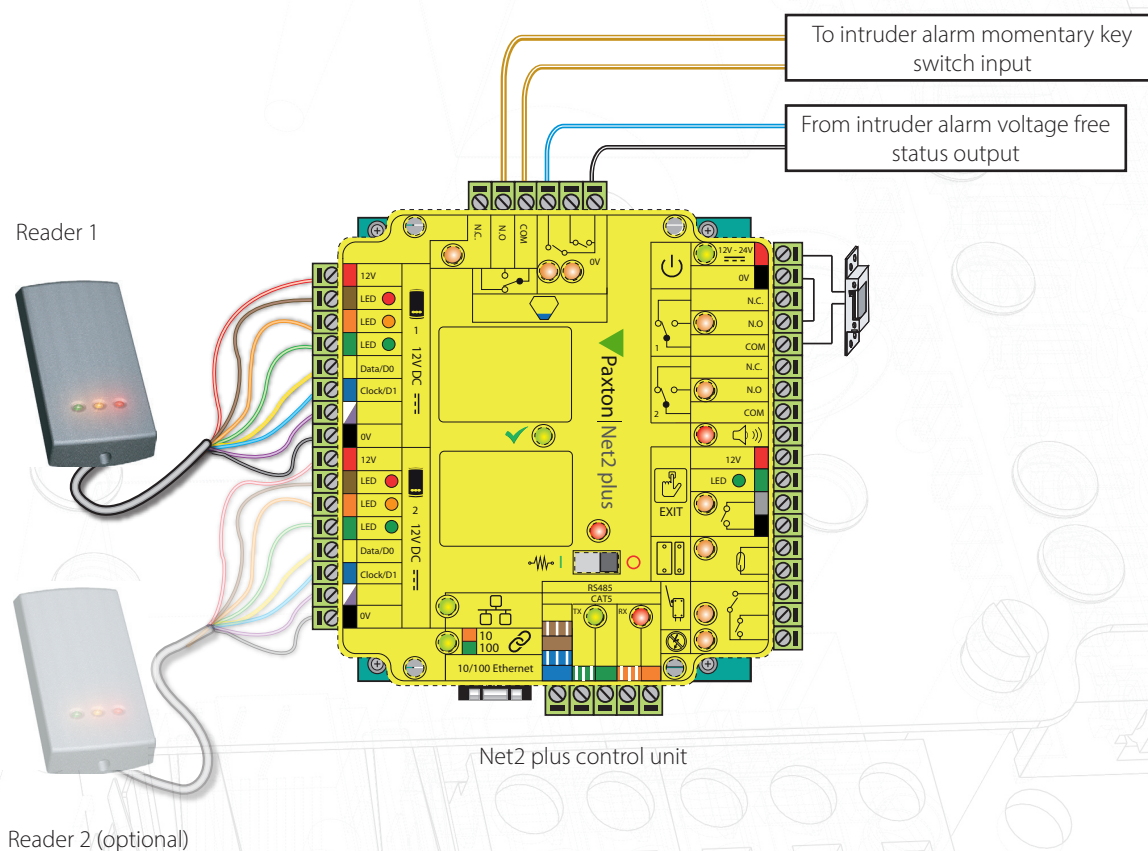 To intruder alarm momentary key
switch input
From intruder alarm voltage free
status output
Reader 1
N.C.
N.O
COM
0V
12V
LED
LED
LED
Data/D0
Clock/D1
0V
1
12V DC
12V
LED
LED
LED
Data/D0
Clock/D1
0V
2
12V DC
Paxton Net2 plus
12V - 24V
0V
N.C.
N.O
COM
1
N.C.
N.O
COM
2
12V
LED
EXIT
I
O
RS485
CAT5
TX
RX
10
100
10/100 Ethernet
Net2 plus control unit
Reader 2 (optional)